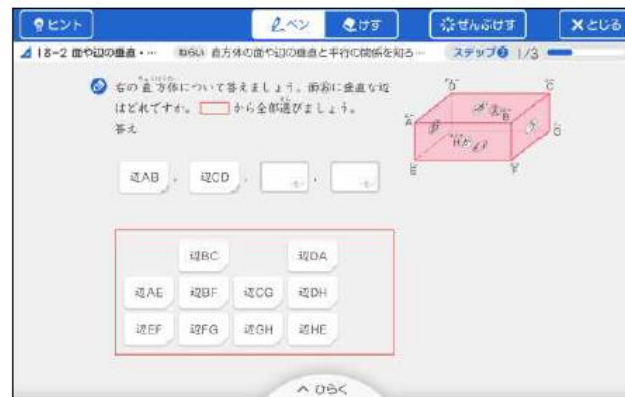 ヒント
ペン
けす
ぜんぶけす
×とじる
18-2 面や辺の垂直・…
ねらい 直方体の面や辺の垂直と平行の関係を知ろ…
ステップ
1/3
右の直方体について答えましょう。面あに垂直な辺
はどれですか。 から全部選びましょう。
答え
辺AB , 辺CD , ,
辺BC 辺DA
辺AE 辺BF 辺CG 辺DH
辺EF 辺FG 辺GH 辺HE
D C
A B
H G
E F
ひらく